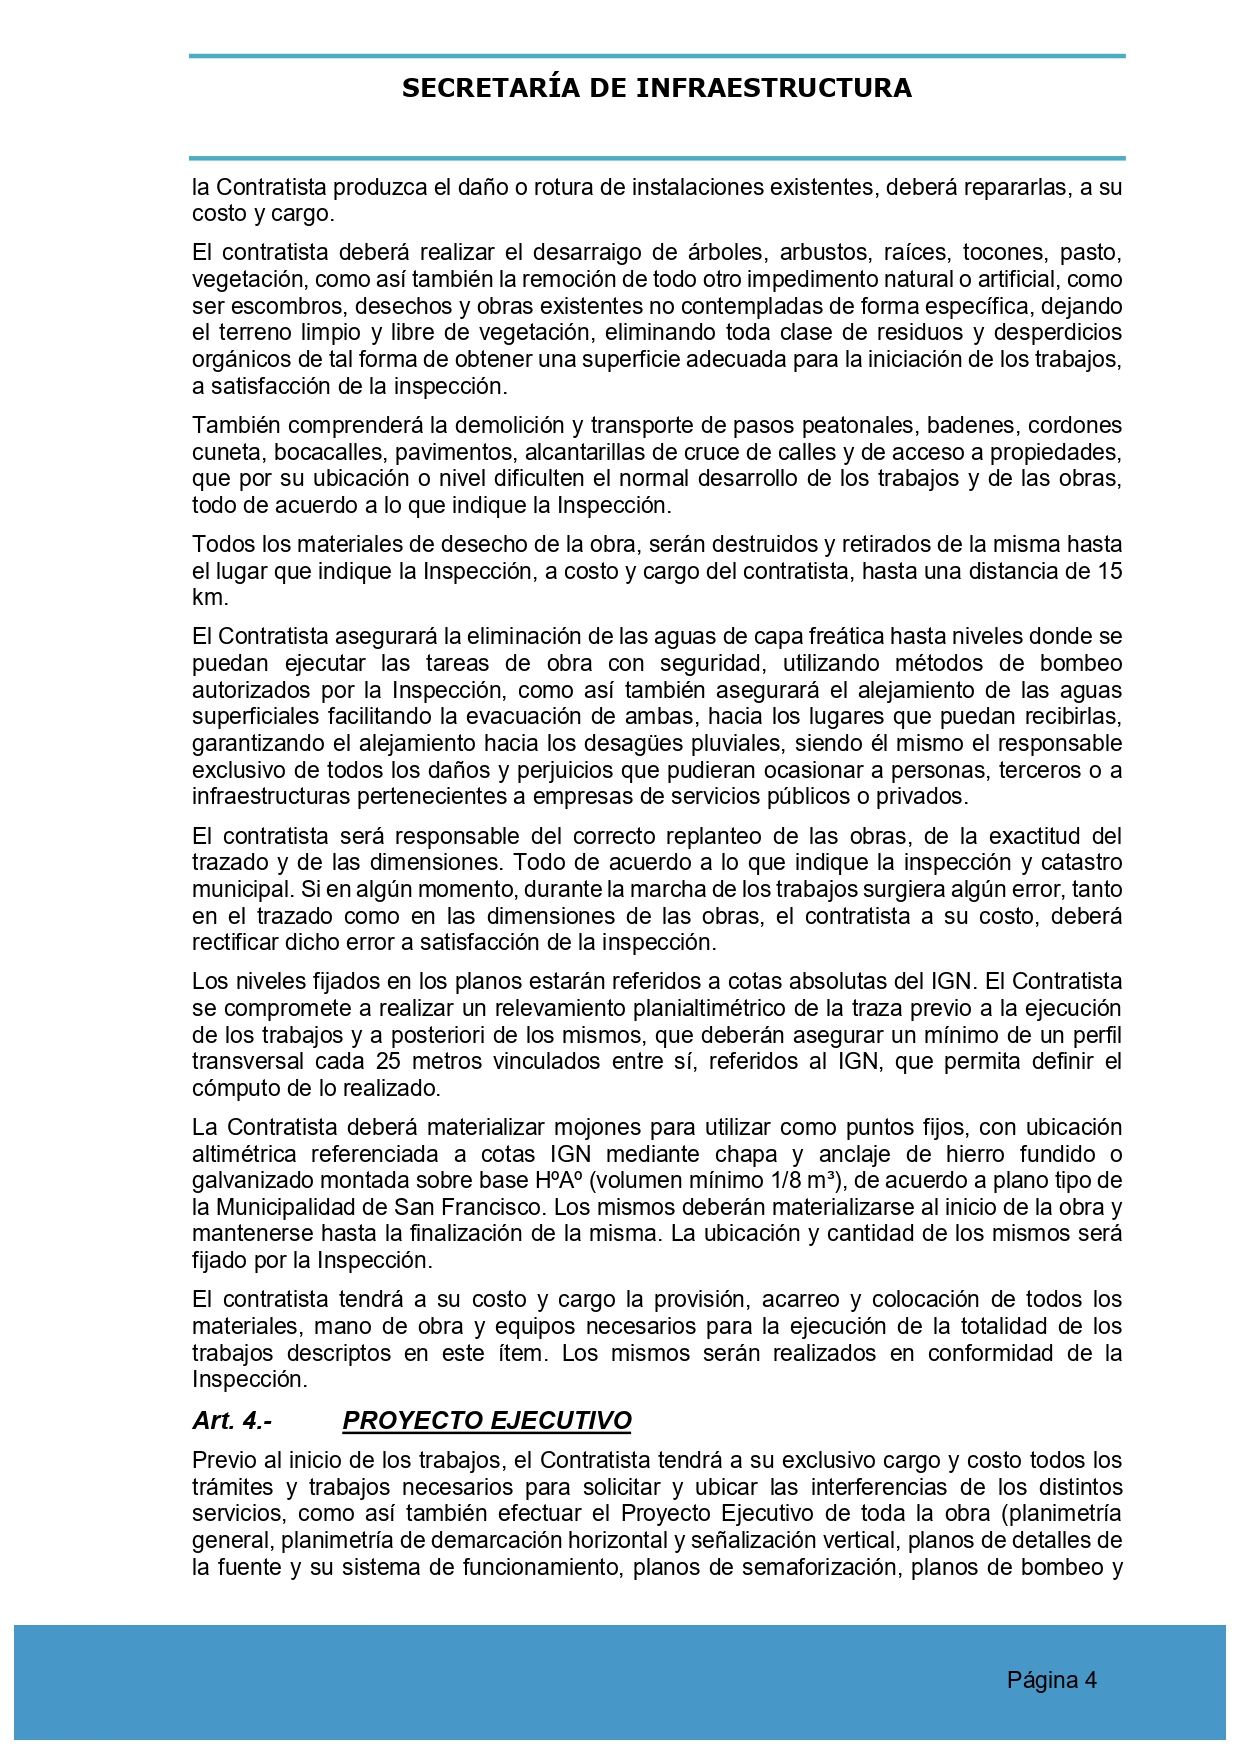 SECRETARÍA DE INFRAESTRUCTURA
la Contratista produzca el daño o rotura de instalaciones existentes, deberá repararlas, a su
costo y cargo.
El contratista deberá realizar el desarraigo de árboles, arbustos, raíces, tocones, pasto,
vegetación, como así también la remoción de todo otro impedimento natural o artificial, como
ser escombros, desechos y obras existentes no contempladas de forma específica, dejando
el terreno limpio y libre de vegetación, eliminando toda clase de residuos y desperdicios
orgánicos de tal forma de obtener una superficie adecuada para la iniciación de los trabajos,
a satisfacción de la inspección.
También comprenderá la demolición y transporte de pasos peatonales, badenes, cordones
cuneta, bocacalles, pavimentos, alcantarillas de cruce de calles y de acceso a propiedades,
que por su ubicación o nivel dificulten el normal desarrollo de los trabajos y de las obras,
todo de acuerdo a lo que indique la Inspección.
Todos los materiales de desecho de la obra, serán destruidos y retirados de la misma hasta
el lugar que indique la Inspección, a costo y cargo del contratista, hasta una distancia de 15
km.
El Contratista asegurará la eliminación de las aguas de capa freática hasta niveles donde se
puedan ejecutar las tareas de obra con seguridad, utilizando métodos de bombeo
autorizados por la Inspección, como así también asegurará el alejamiento de las aguas
superficiales facilitando la evacuación de ambas, hacia los lugares que puedan recibirlas,
garantizando el alejamiento hacia los desagües pluviales, siendo él mismo el responsable
exclusivo de todos los daños y perjuicios que pudieran ocasionar a personas, terceros o a
infraestructuras pertenecientes a empresas de servicios públicos o privados.
El contratista será responsable del correcto replanteo de las obras, de la exactitud del
trazado y de las dimensiones. Todo de acuerdo a lo que indique la inspección y catastro
municipal. Si en algún momento, durante la marcha de los trabajos surgiera algún error, tanto
en el trazado como en las dimensiones de las obras, el contratista a su costo, deberá
rectificar dicho error a satisfacción de la inspección.
Los niveles fijados en los planos estarán referidos a cotas absolutas del IGN. El Contratista
se compromete a realizar un relevamiento planialtimétrico de la traza previo a la ejecución
de los trabajos y a posteriori de los mismos, que deberán asegurar un mínimo de un perfil
transversal cada 25 metros vinculados entre sí, referidos al IGN, que permita definir el
cómputo de lo realizado.
La Contratista deberá materializar mojones para utilizar como puntos fijos, con ubicación
altimétrica referenciada a cotas IGN mediante chapa y anclaje de hierro fundido o
galvanizado montada sobre base HºAº (volumen mínimo 1/8 m³), de acuerdo a plano tipo de
la Municipalidad de San Francisco. Los mismos deberán materializarse al inicio de la obra y
mantenerse hasta la finalización de la misma. La ubicación y cantidad de los mismos será
fijado por la Inspección.
El contratista tendrá a su costo y cargo la provisión, acarreo y colocación de todos los
materiales, mano de obra y equipos necesarios para la ejecución de la totalidad de los
trabajos descriptos en este ítem. Los mismos serán realizados en conformidad de la
Inspección.
Art. 4.- PROYECTO EJECUTIVO
Previo al inicio de los trabajos, el Contratista tendrá a su exclusivo cargo y costo todos los
trámites y trabajos necesarios para solicitar y ubicar las interferencias de los distintos
servicios, como así también efectuar el Proyecto Ejecutivo de toda la obra (planimetría
general, planimetría de demarcación horizontal y señalización vertical, planos de detalles de
la fuente y su sistema de funcionamiento, planos de semaforización, planos de bombeo y
Página 4